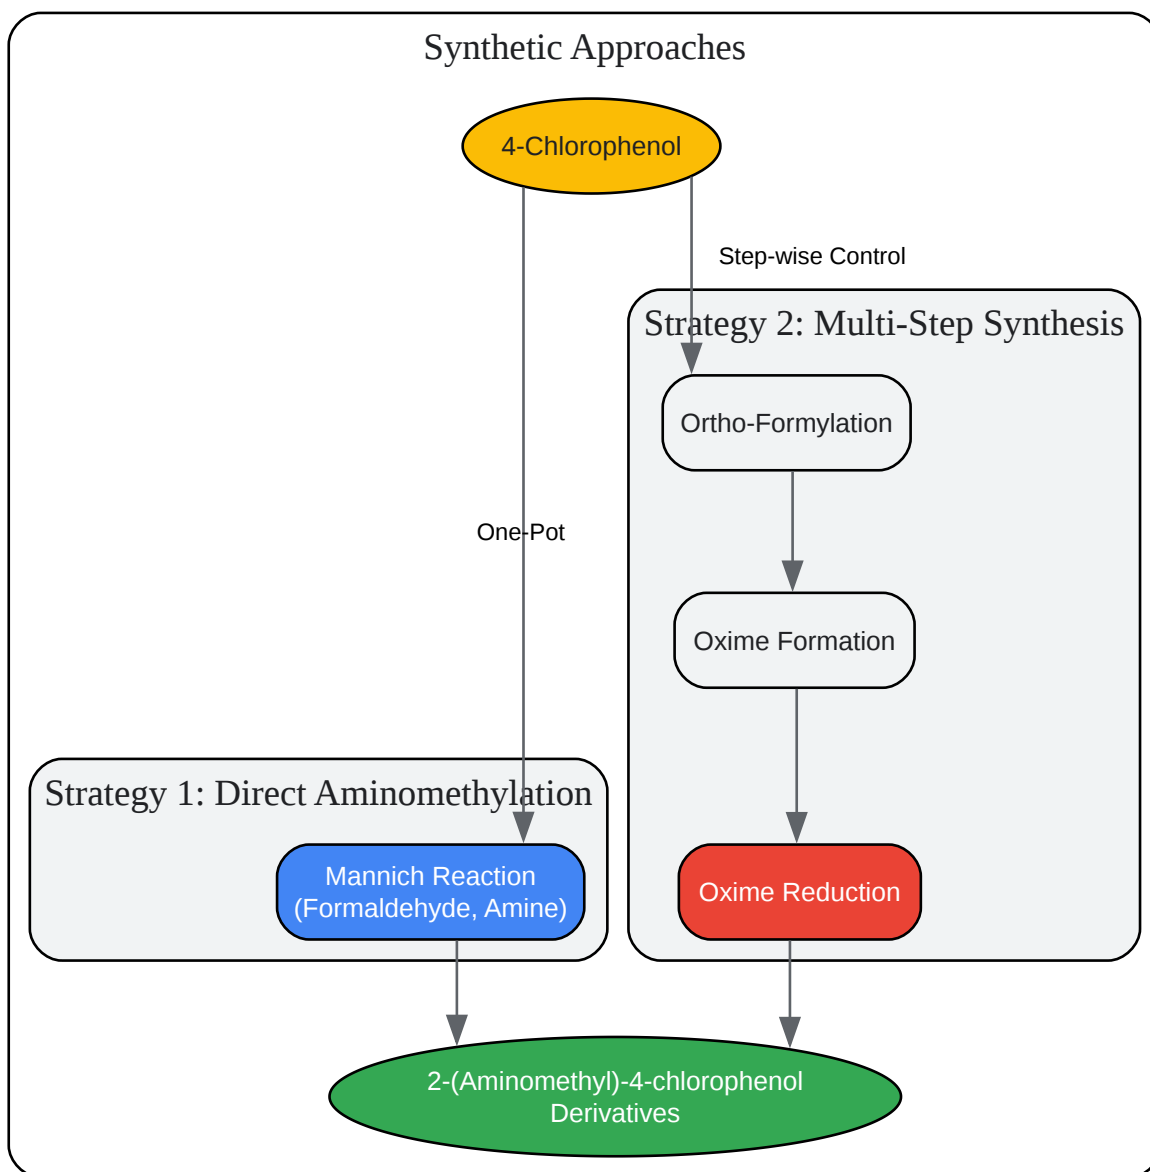 Synthetic Approaches
4-Chlorophenol
Step-wise Control
Strategy 2: Multi-Step Synthesis
Ortho-Formylation
One-Pot
Oxime Formation
Strategy 1: Direct Aminomethylation
Mannich Reaction
(Formaldehyde, Amine)
Oxime Reduction
2-(Aminomethyl)-4-chlorophenol
Derivatives